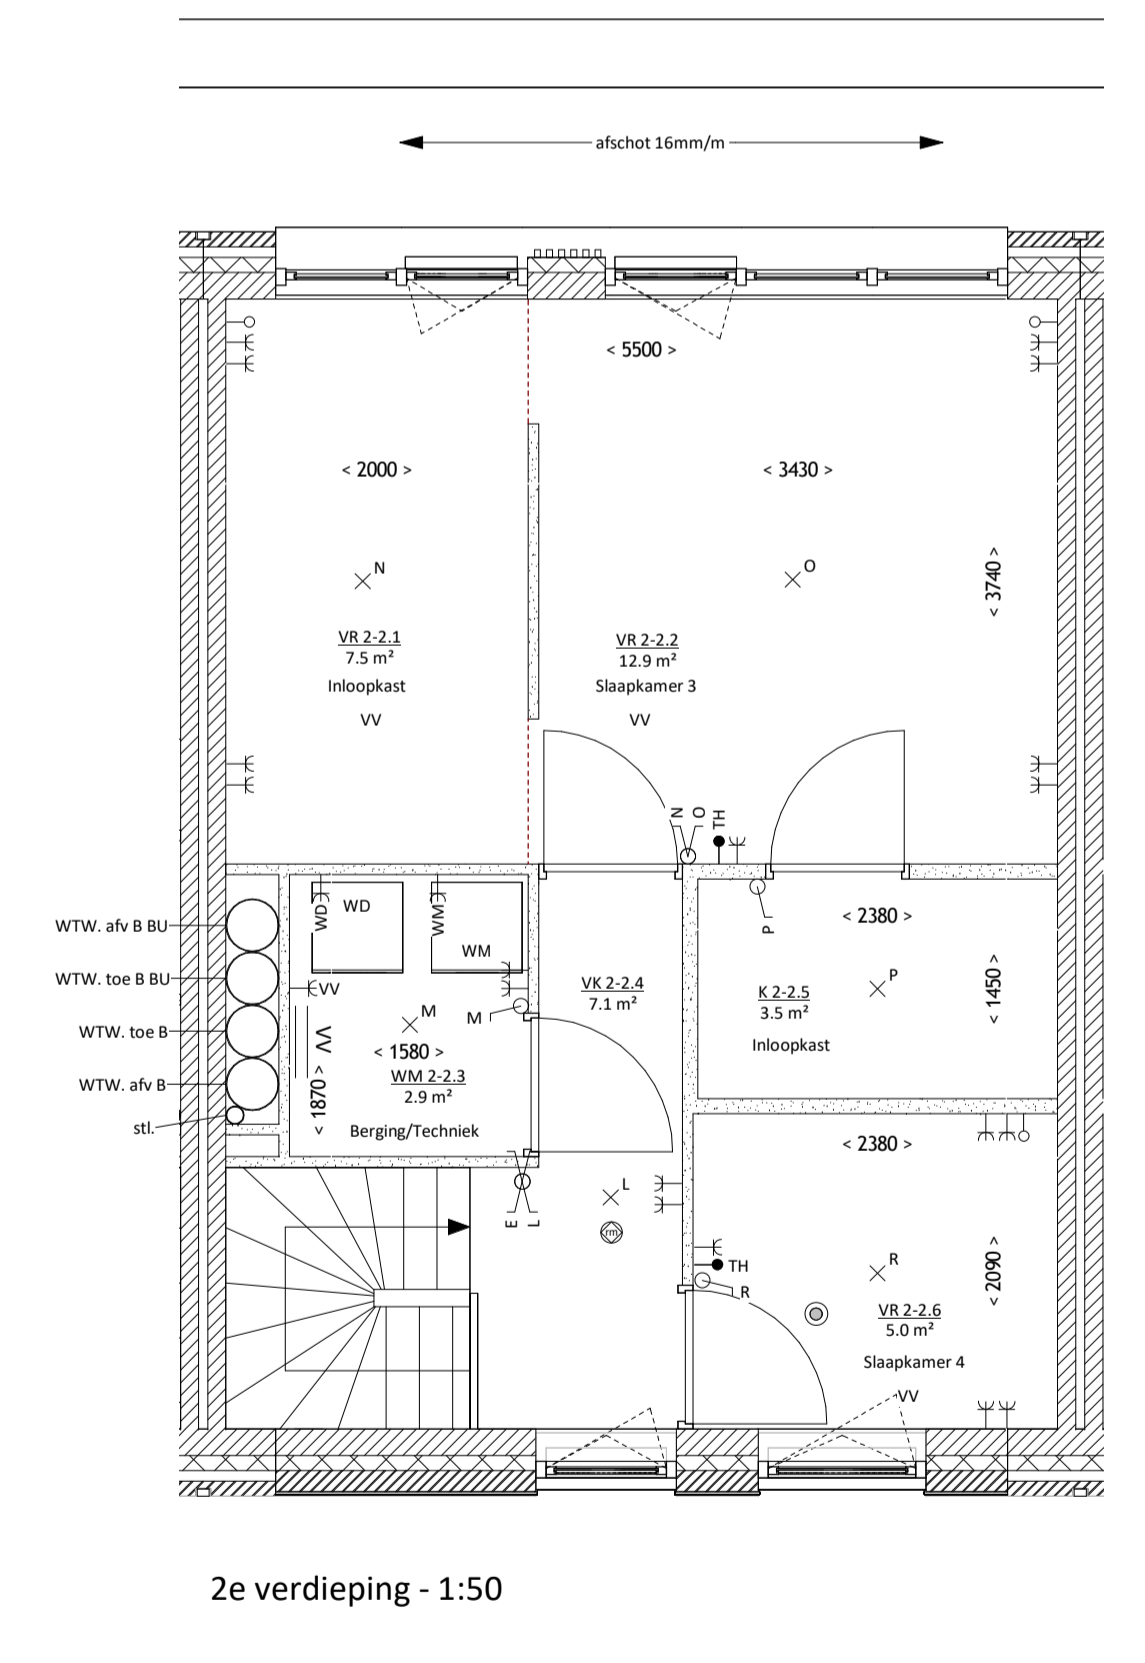 afschot 16mm/m
< 5500 >
< 2000 >
< 3430 >
N
O
< 3740 >
VR 2-2.1
7.5 m²
Inloopkast
VV
VR 2-2.2
12.9 m²
Slaapkamer 3
VV
N
O
TH
WTW. afv B BU
WTW. toe B BU
WTW. toe B
WTW. afv B
stl.
WD
WD
WM
WM
VV
VV
M
M
< 1580 >
< 1870 >
WM 2-2.3
2.9 m²
Berging/Techniek
VK 2-2.4
7.1 m²
P
< 2380 >
P
< 1450 >
K 2-2.5
3.5 m²
Inloopkast
< 2380 >
E
L
L
rm
TH
R
R
< 2090 >
VR 2-2.6
5.0 m²
Slaapkamer 4
VV
2e verdieping - 1:50